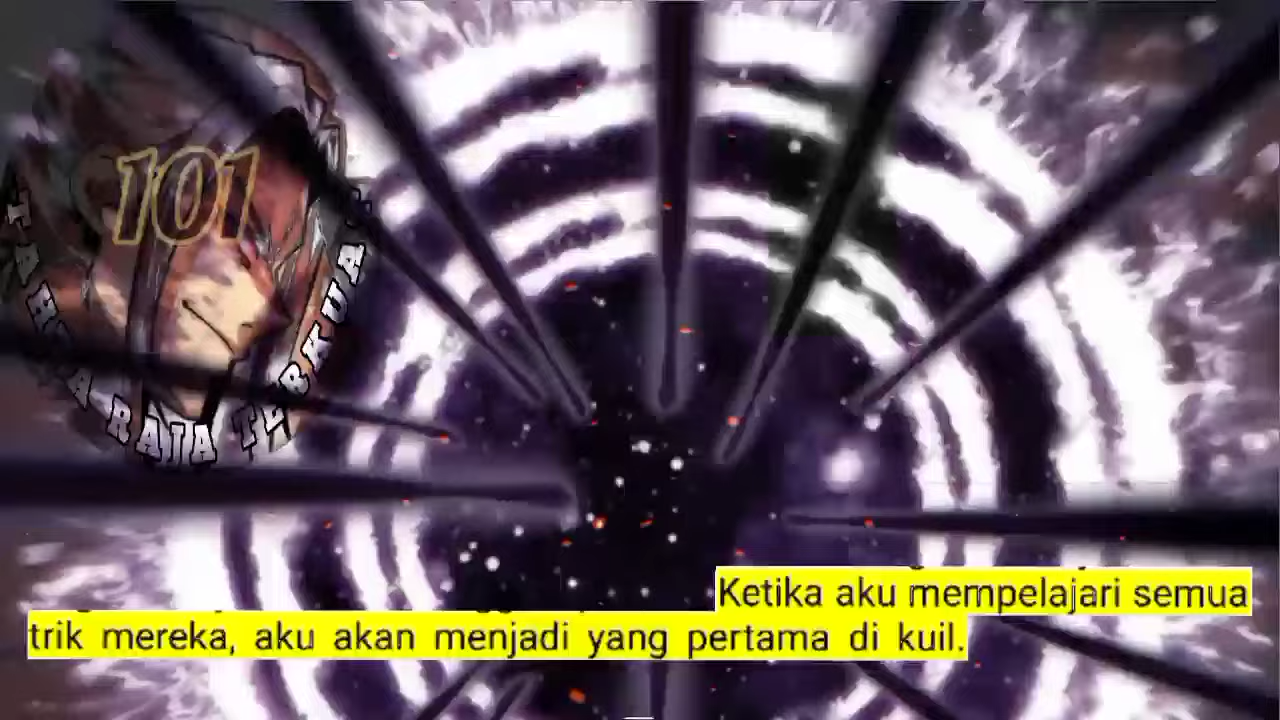 101
TAHTA RAJA TERKUAT
Ketika aku mempelajari semua
trik mereka, aku akan menjadi yang pertama di kuil.